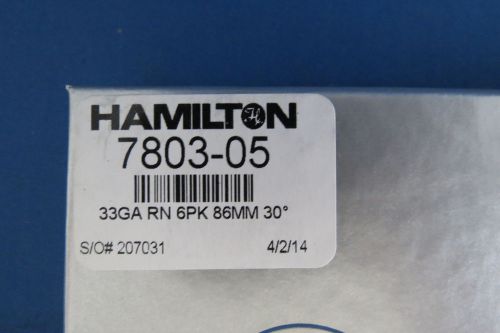 HAMILTON
7803-05
33GA RN 6PK 86MM 30°
S/O# 207031 4/2/14